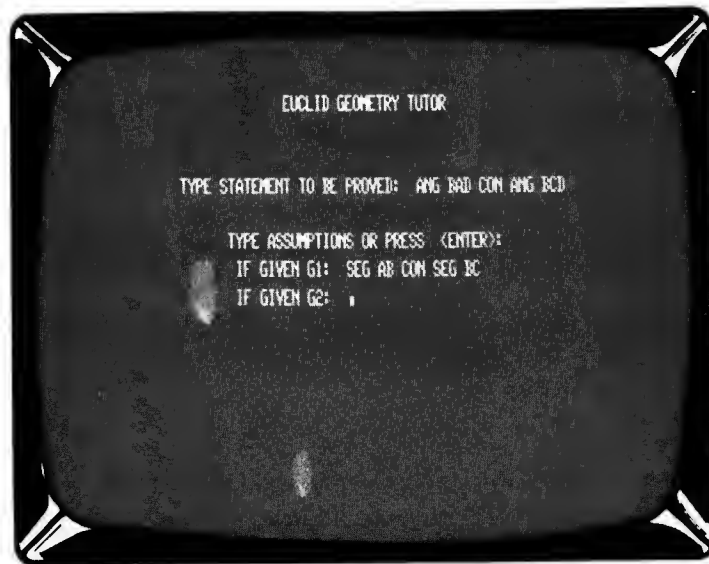 EUCLID GEOMETRY TUTOR
TYPE STATEMENT TO BE PROVED: ANG BAD CON ANG BCD
TYPE ASSUMPTIONS OR PRESS <ENTER>:
IF GIVEN G1: SEG AB CON SEG BC
IF GIVEN G2: